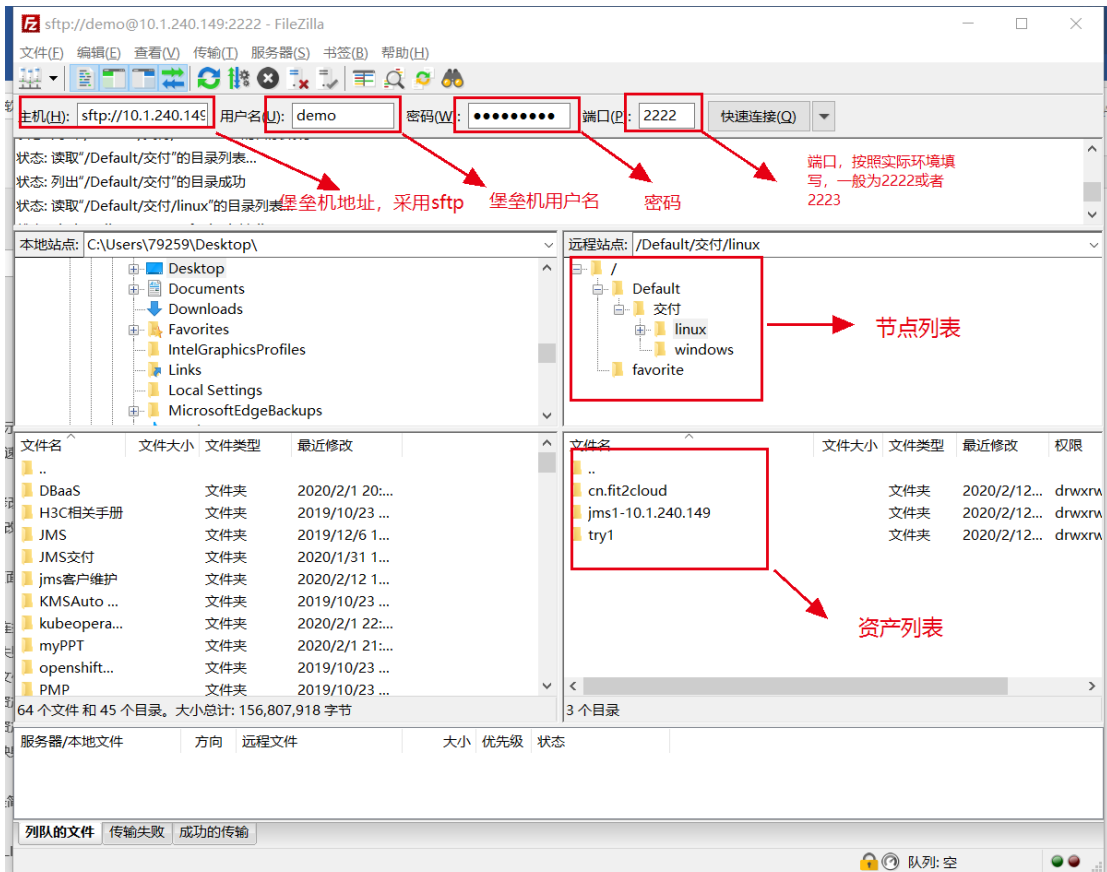 sftp://demo@10.1.240.149:2222 - FileZilla
文件(F) 编辑(E) 查看(V) 传输(T) 服务器(S) 书签(B) 帮助(H)
主机(H): sftp://10.1.240.149 用户名(U): demo 密码(W): ●●●●●●●●● 端口(P): 2222 快速连接(Q)
状态: 读取"/Default/交付"的目录列表...
状态: 列出"/Default/交付"的目录成功
状态: 读取"/Default/交付/linux"的目录列表...
堡垒机地址，采用sftp
堡垒机用户名
密码
端口，按照实际环境填
写，一般为2222或者
2223
本地站点: C:\Users\79259\Desktop\
Desktop
Documents
Downloads
Favorites
IntelGraphicsProfiles
Links
Local Settings
MicrosoftEdgeBackups
远程站点: /Default/交付/linux
/
Default
交付
linux
windows
favorite
节点列表
文件名 文件大小 文件类型 最近修改
..
DBaaS 文件夹 2020/2/1 20:...
H3C相关手册 文件夹 2019/10/23 ...
JMS 文件夹 2019/12/6 1...
JMS交付 文件夹 2020/1/31 1...
jms客户维护 文件夹 2020/2/12 1...
KMSAuto ... 文件夹 2019/10/23 ...
kubeopera... 文件夹 2020/2/1 22:...
myPPT 文件夹 2020/2/1 21:...
openshift... 文件夹 2019/10/23 ...
PMP 文件夹 2019/10/23 ...
64 个文件 和 45 个目录。大小总计: 156,807,918 字节
文件名 文件大小 文件类型 最近修改 权限
..
cn.fit2cloud 文件夹 2020/2/12... drwxrw
jms1-10.1.240.149 文件夹 2020/2/12... drwxrw
try1 文件夹 2020/2/12... drwxrw
资产列表
3 个目录
服务器/本地文件 方向 远程文件 大小 优先级 状态
列队的文件 传输失败 成功的传输
队列: 空